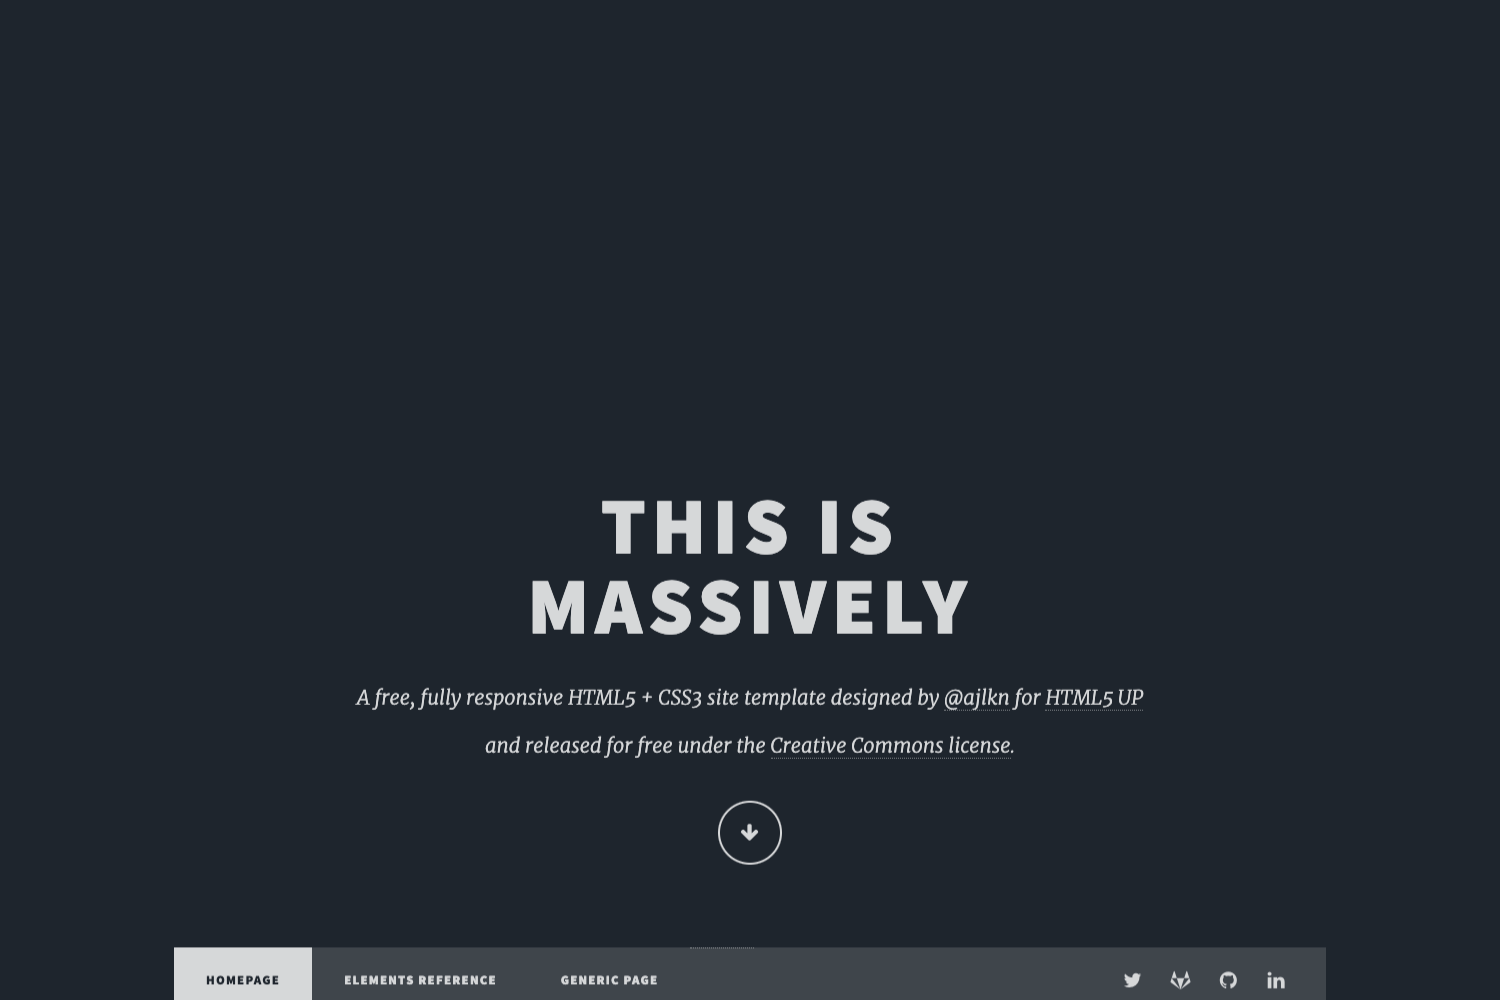 THIS IS
MASSIVELY
A free, fully responsive HTML5 + CSS3 site template designed by @ajlkn for HTML5 UP
and released for free under the Creative Commons license.
HOMEPAGE ELEMENTS REFERENCE GENERIC PAGE